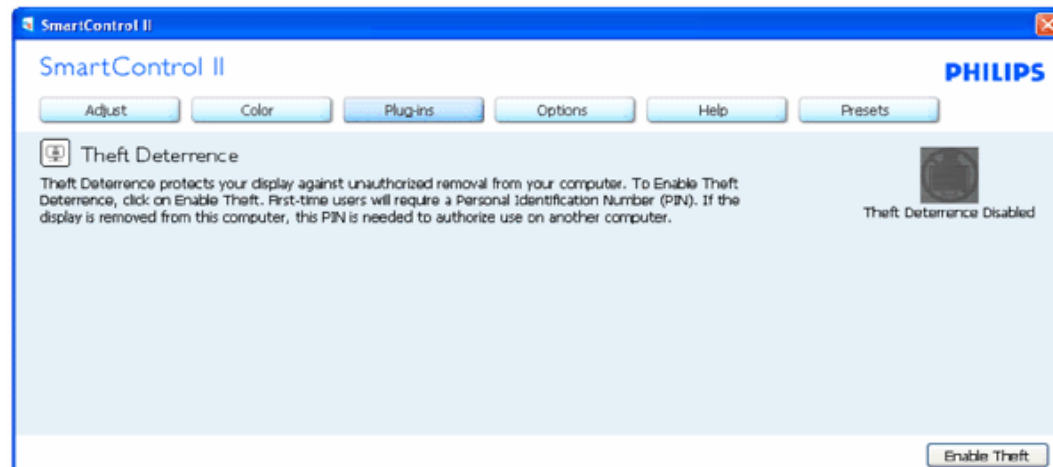 SmartControl II
SmartControl II
PHILIPS
Adjust Color Plug-ins Options Help Presets
Theft Deterrence
Theft Deterrence protects your display against unauthorized removal from your computer. To Enable Theft
Deterrence, click on Enable Theft. First-time users will require a Personal Identification Number (PIN). If the
display is removed from this computer, this PIN is needed to authorize use on another computer.
Theft Deterrence Disabled
Enable Theft